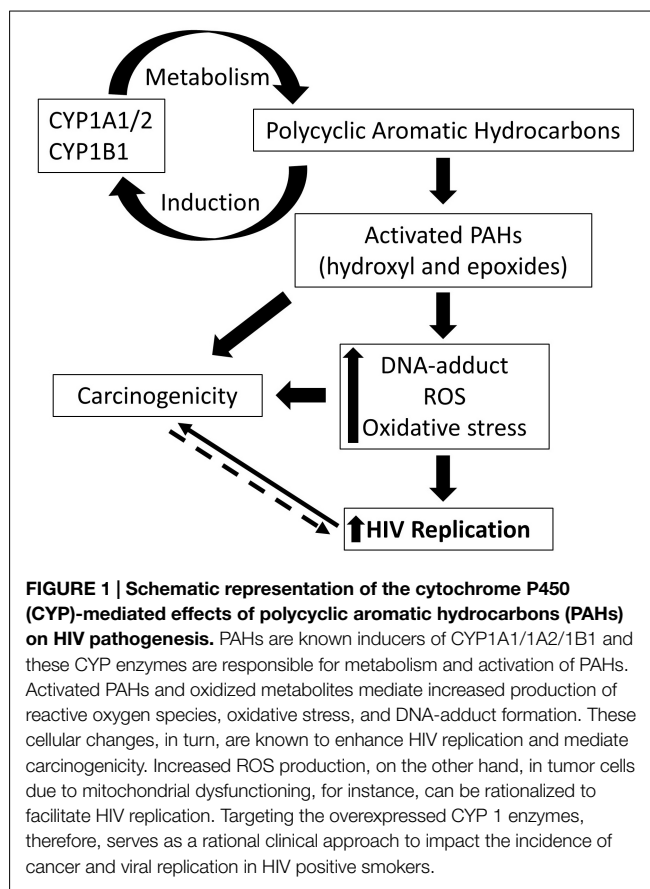 Metabolism
CYP1A1/2
CYP1B1
Polycyclic Aromatic Hydrocarbons
Induction
Activated PAHs
(hydroxyl and epoxides)
Carcinogenicity
DNA-adduct
ROS
Oxidative stress
HIV Replication
FIGURE 1 | Schematic representation of the cytochrome P450
(CYP)-mediated effects of polycyclic aromatic hydrocarbons (PAHs)
on HIV pathogenesis. PAHs are known inducers of CYP1A1/1A2/1B1 and
these CYP enzymes are responsible for metabolism and activation of PAHs.
Activated PAHs and oxidized metabolites mediate increased production of
reactive oxygen species, oxidative stress, and DNA-adduct formation. These
cellular changes, in turn, are known to enhance HIV replication and mediate
carcinogenicity. Increased ROS production, on the other hand, in tumor cells
due to mitochondrial dysfunctioning, for instance, can be rationalized to
facilitate HIV replication. Targeting the overexpressed CYP 1 enzymes,
therefore, serves as a rational clinical approach to impact the incidence of
cancer and viral replication in HIV positive smokers.